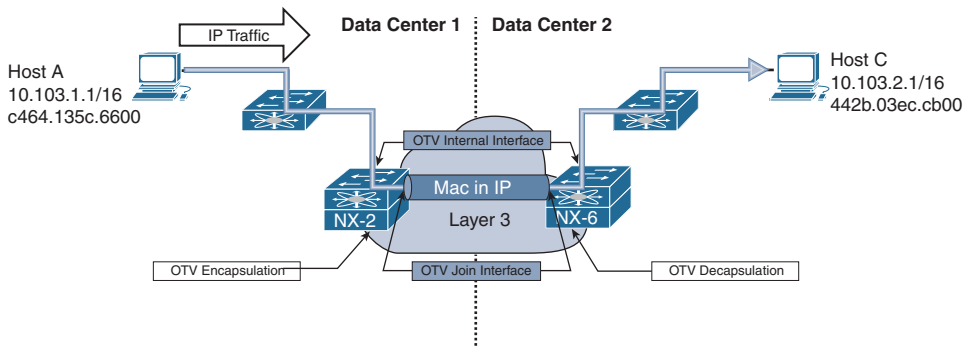 Data Center 1
Data Center 2
IP Traffic
Host A
10.103.1.1/16
c464.135c.6600
Host C
10.103.2.1/16
442b.03ec.cb00
OTV Internal Interface
Mac in IP
NX-2
Layer 3
NX-6
OTV Encapsulation
OTV Join Interface
OTV Decapsulation